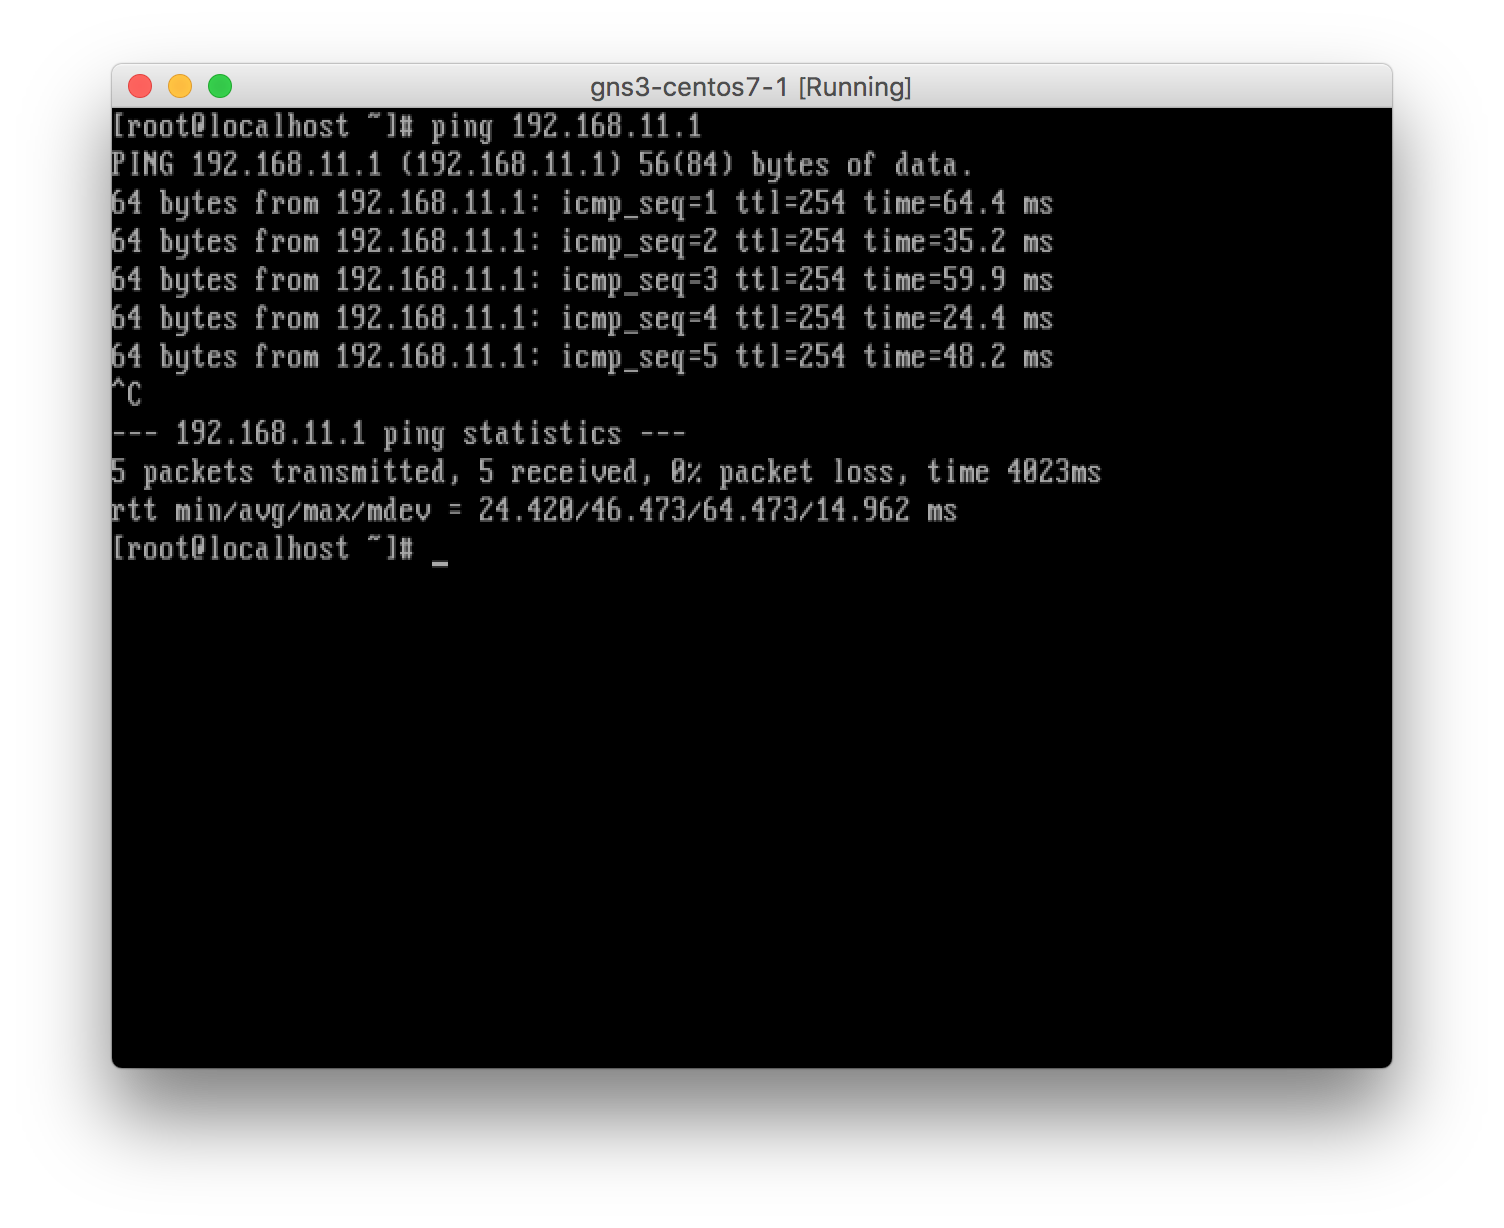 gns3-centos7-1 [Running]
[root@localhost ~]# ping 192.168.11.1
PING 192.168.11.1 (192.168.11.1) 56(84) bytes of data.
64 bytes from 192.168.11.1: icmp_seq=1 ttl=254 time=64.4 ms
64 bytes from 192.168.11.1: icmp_seq=2 ttl=254 time=35.2 ms
64 bytes from 192.168.11.1: icmp_seq=3 ttl=254 time=59.9 ms
64 bytes from 192.168.11.1: icmp_seq=4 ttl=254 time=24.4 ms
64 bytes from 192.168.11.1: icmp_seq=5 ttl=254 time=48.2 ms
^C
--- 192.168.11.1 ping statistics ---
5 packets transmitted, 5 received, 0% packet loss, time 4023ms
rtt min/avg/max/mdev = 24.420/46.473/64.473/14.962 ms
[root@localhost ~]# _